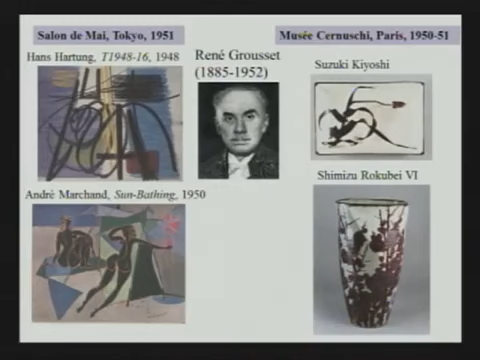 Salon de Mai, Tokyo, 1951
Musée Cernuschi, Paris, 1950-51
Hans Hartung, T1948-16, 1948
René Grousset
(1885-1952)
Suzuki Kiyoshi
Shimizu Rokubei VI
André Marchand, Sun-Bathing, 1950